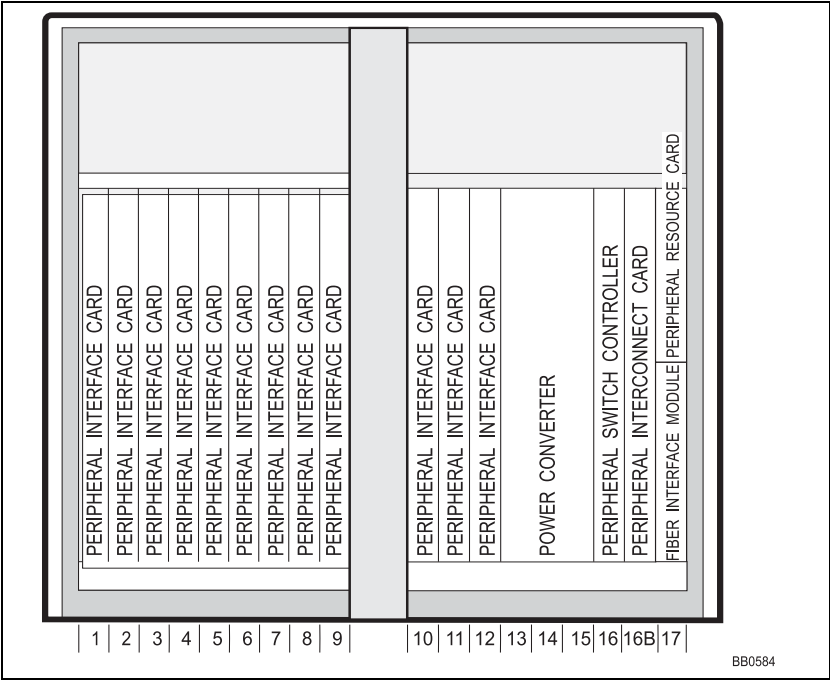 PERIPHERAL INTERFACE CARD
PERIPHERAL INTERFACE CARD
PERIPHERAL INTERFACE CARD
PERIPHERAL INTERFACE CARD
PERIPHERAL INTERFACE CARD
PERIPHERAL INTERFACE CARD
PERIPHERAL INTERFACE CARD
PERIPHERAL INTERFACE CARD
PERIPHERAL INTERFACE CARD
PERIPHERAL INTERFACE CARD
PERIPHERAL INTERFACE CARD
PERIPHERAL INTERFACE CARD
POWER CONVERTER
PERIPHERAL SWITCH CONTROLLER
PERIPHERAL INTERCONNECT CARD
FIBER INTERFACE MODULE
PERIPHERAL RESOURCE CARD
1 2 3 4 5 6 7 8 9 10 11 12 13 14 15 16 16B 17
BB0584